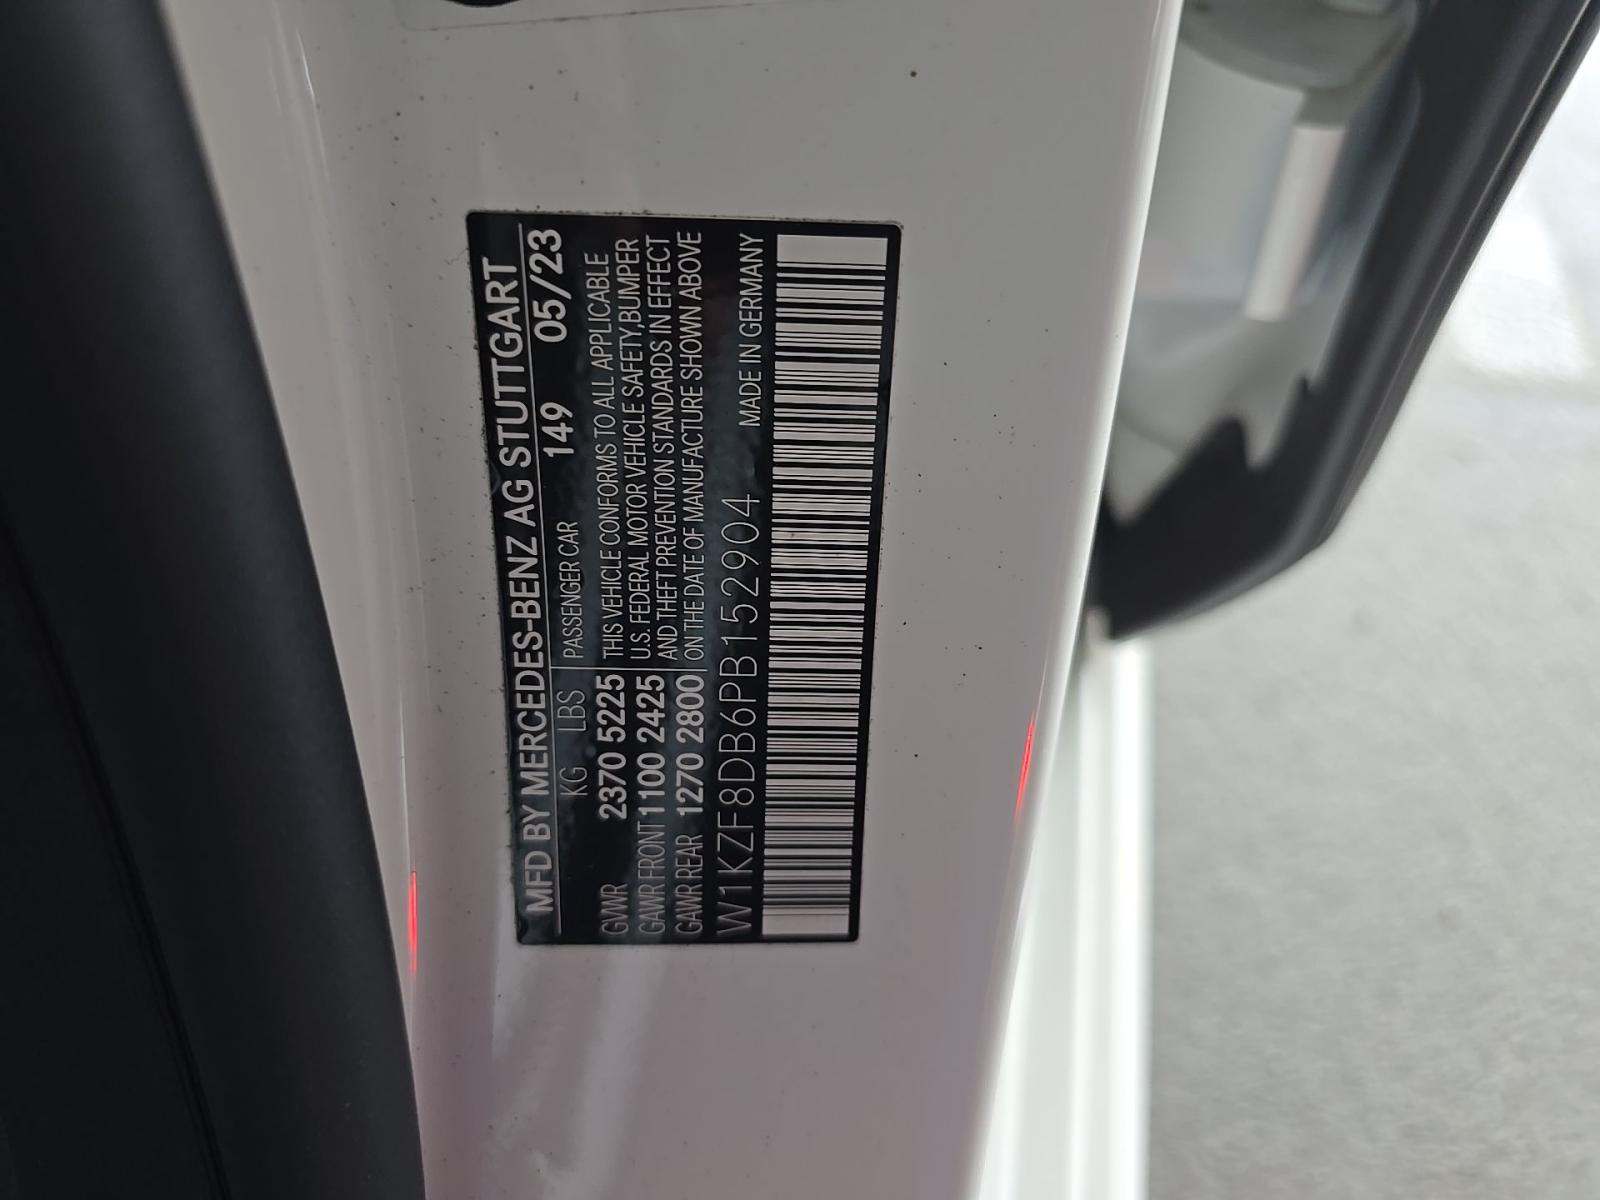 MFD BY MERCEDES-BENZ AG STUTTGART
149 05/23
KG LBS PASSENGER CAR
GVWR 2370 5225 THIS VEHICLE CONFORMS TO ALL APPLICABLE
GAWR FRONT 1100 2425 U.S. FEDERAL MOTOR VEHICLE SAFETY,BUMPER
AND THEFT PREVENTION STANDARDS IN EFFECT
GAWR REAR 1270 2800 ON THE DATE OF MANUFACTURE SHOWN ABOVE
W1KZF8DB6PB152904 MADE IN GERMANY